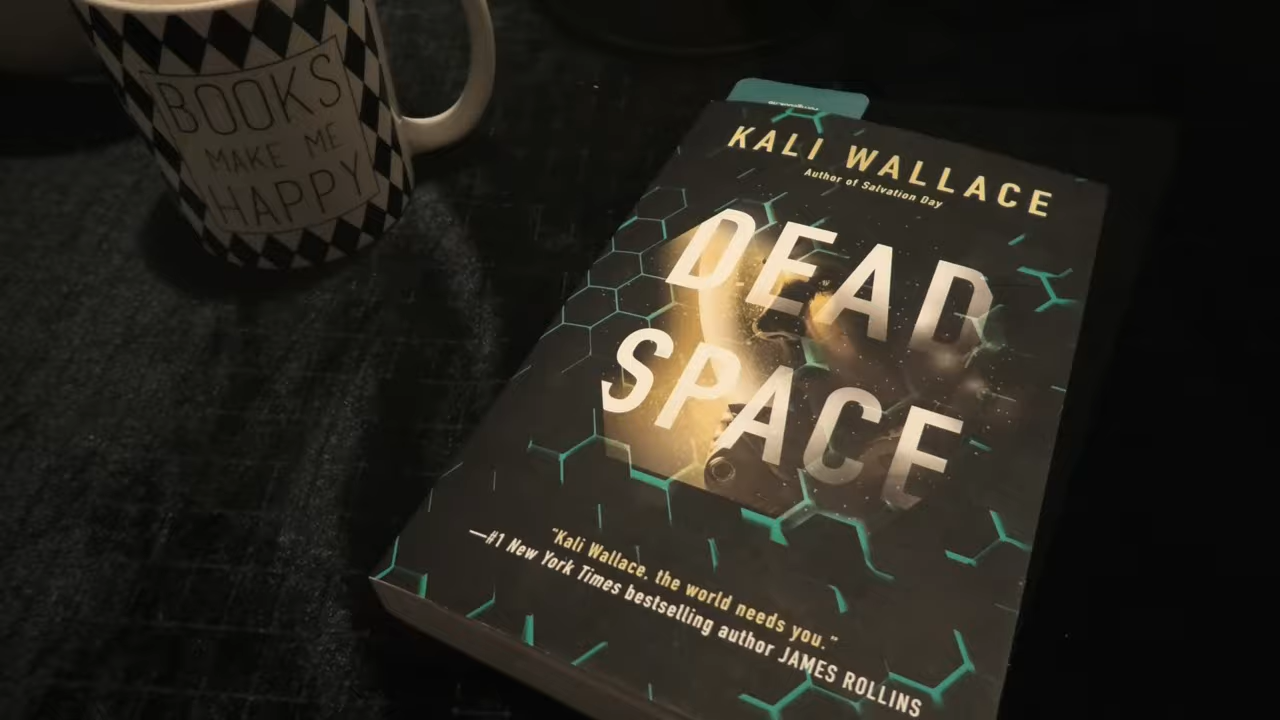 BOOKS
MAKE ME
HAPPY
KALI WALLACE
Author of Salvation Day
DEAD
SPACE
"Kali Wallace, the world needs you."
—#1 New York Times bestselling author JAMES ROLLINS